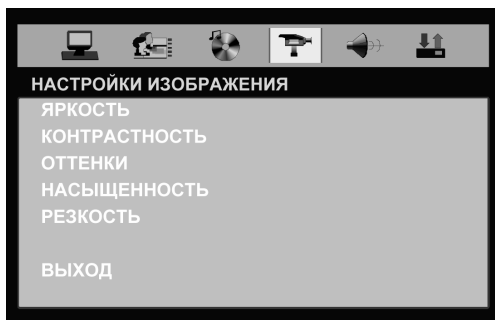 НАСТРОЙКИ ИЗОБРАЖЕНИЯ
ЯРКОСТЬ
КОНТРАСТНОСТЬ
ОТТЕНКИ
НАСЫЩЕННОСТЬ
РЕЗКОСТЬ
ВЫХОД